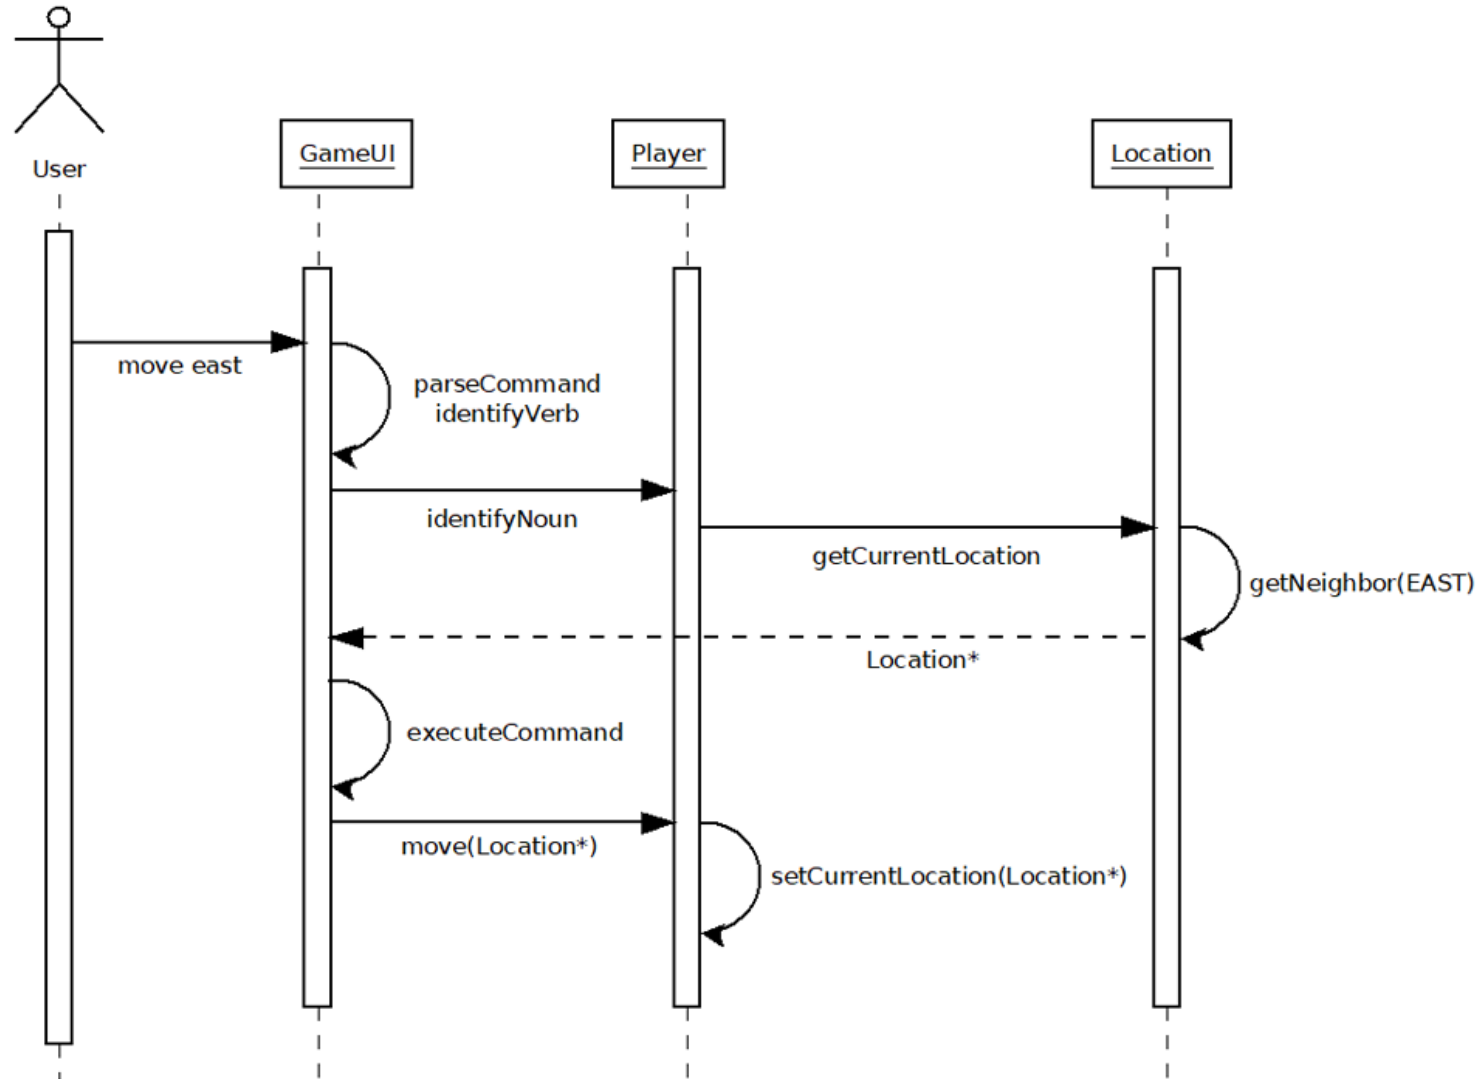 User
GameUI
Player
Location
move east
parseCommand
identifyVerb
identifyNoun
getCurrentLocation
getNeighbor(EAST)
Location*
executeCommand
move(Location*)
setCurrentLocation(Location*)